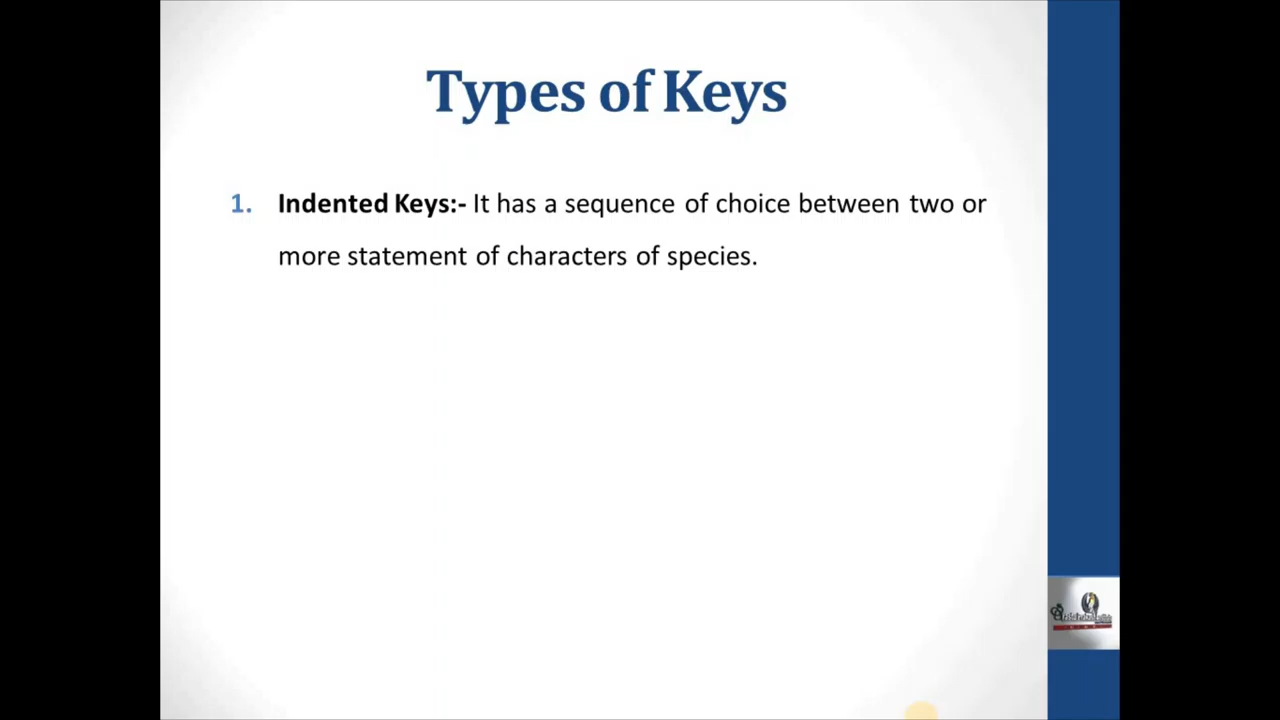 Types of Keys
1. Indented Keys:- It has a sequence of choice between two or
more statement of characters of species.